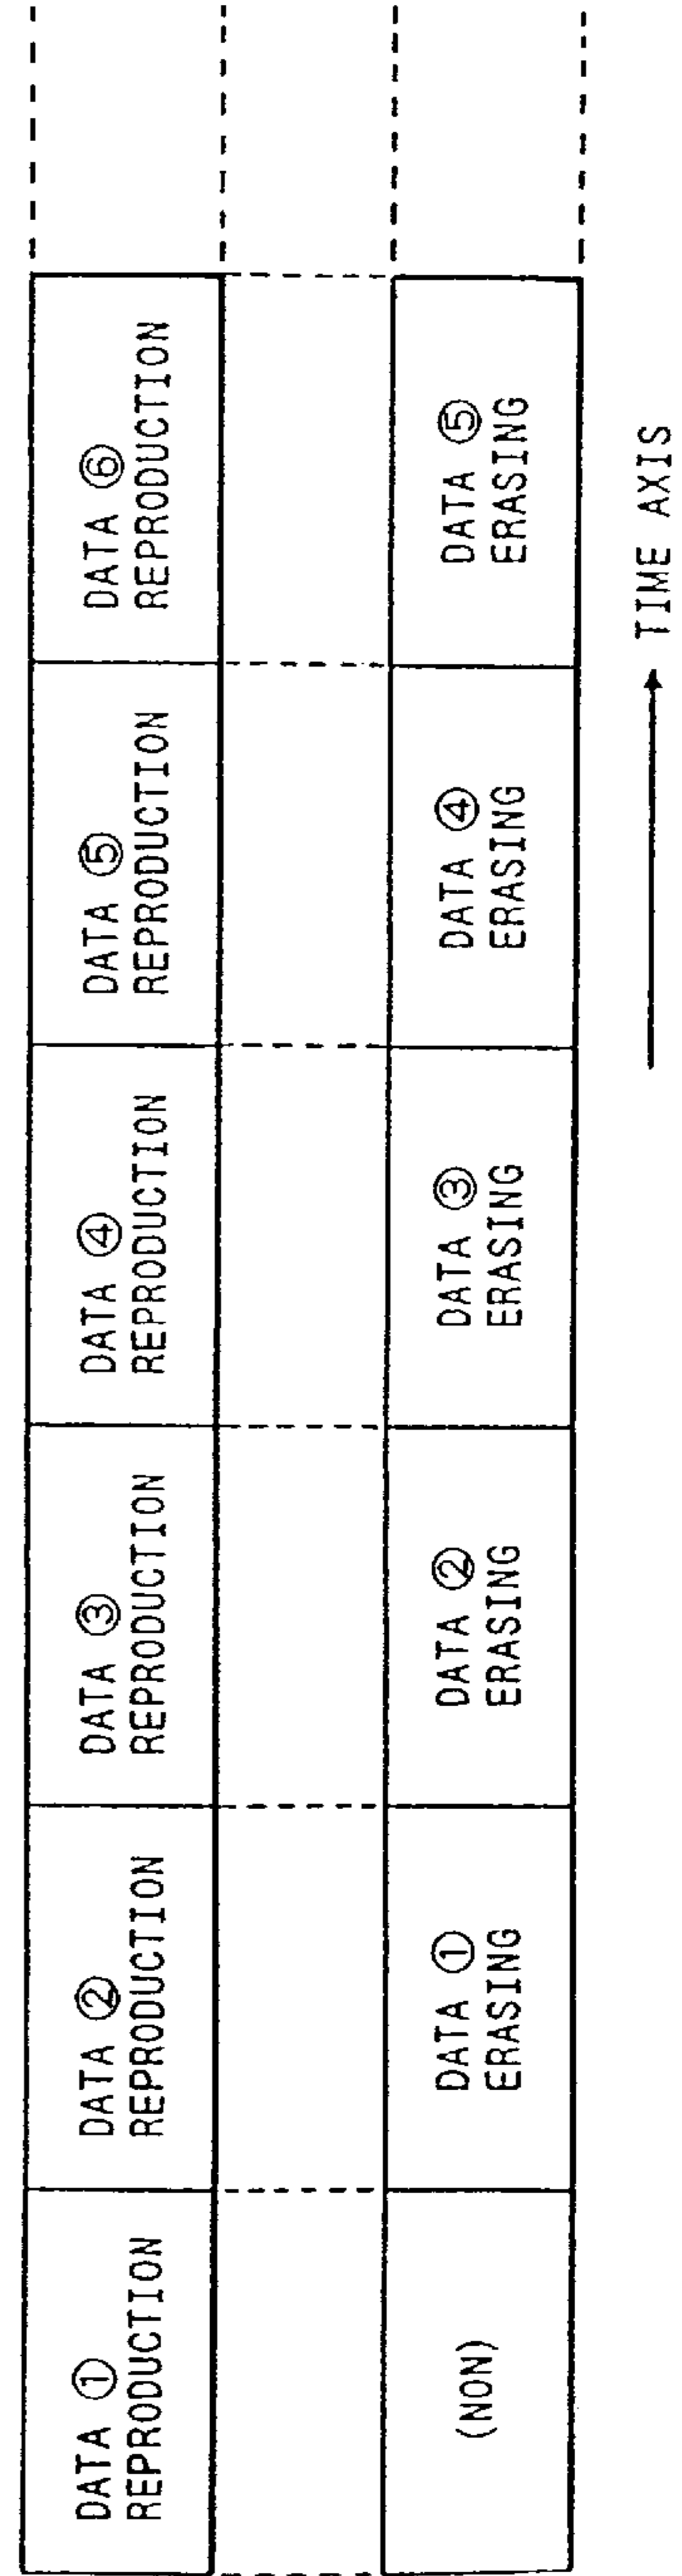 DATA ①
REPRODUCTION
DATA ②
REPRODUCTION
DATA ③
REPRODUCTION
DATA ④
REPRODUCTION
DATA ⑤
REPRODUCTION
DATA ⑥
REPRODUCTION
(NON)
DATA ①
ERASING
DATA ②
ERASING
DATA ③
ERASING
DATA ④
ERASING
DATA ⑤
ERASING
TIME AXIS